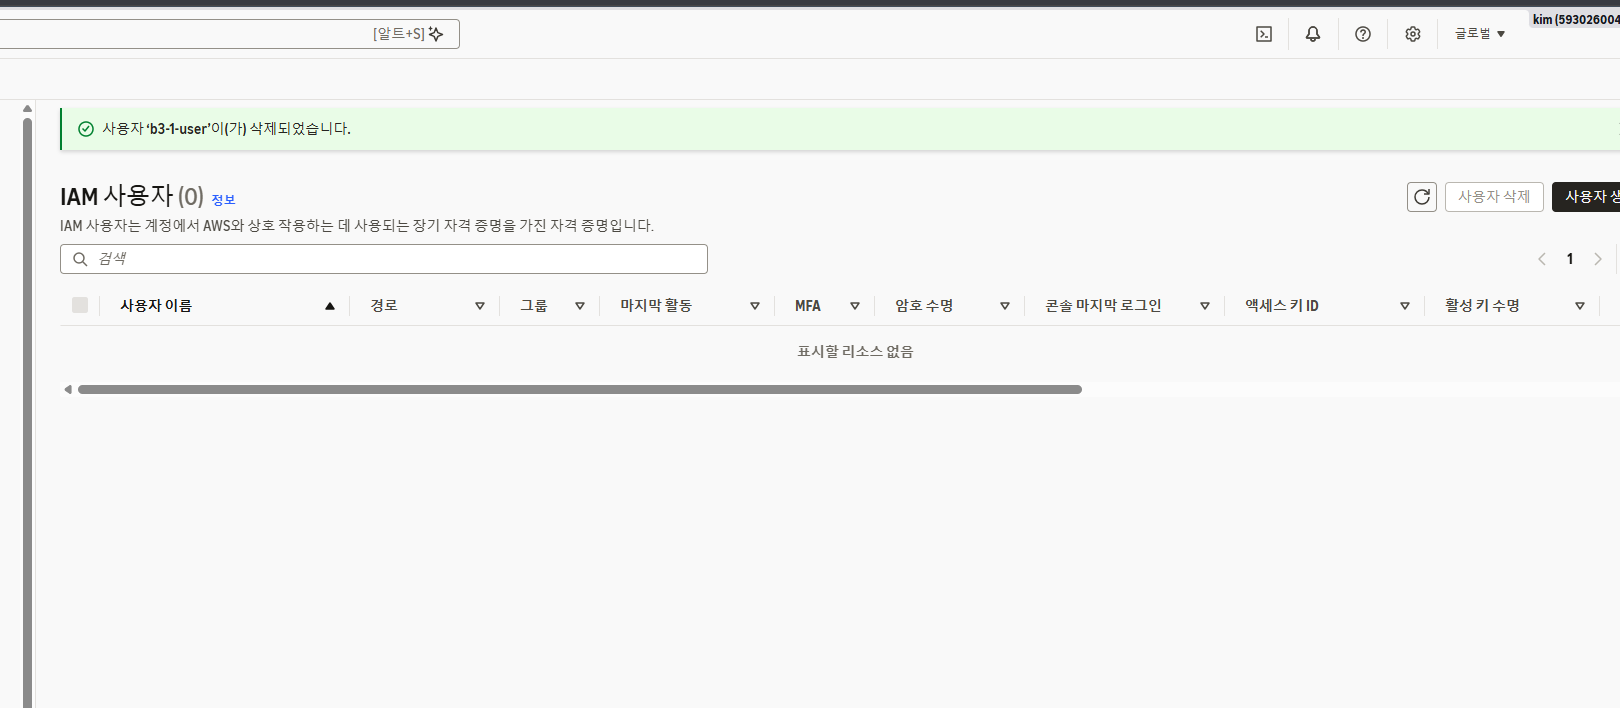 [알트+S]
글로벌
kim (593026004
사용자 ‘b3-1-user’이(가) 삭제되었습니다.
IAM 사용자 (0) 정보
사용자 삭제
사용자 생
IAM 사용자는 계정에서 AWS와 상호 작용하는 데 사용되는 장기 자격 증명을 가진 자격 증명입니다.
검색
1
사용자 이름 경로 그룹 마지막 활동 MFA 암호 수명 콘솔 마지막 로그인 액세스 키 ID 활성 키 수명
표시할 리소스 없음